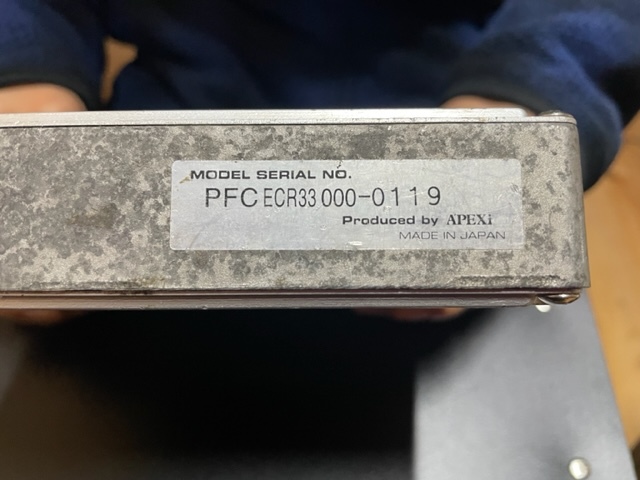 MODEL SERIAL NO.
PFC ECR33 000-0119
Produced by APEXi
MADE IN JAPAN